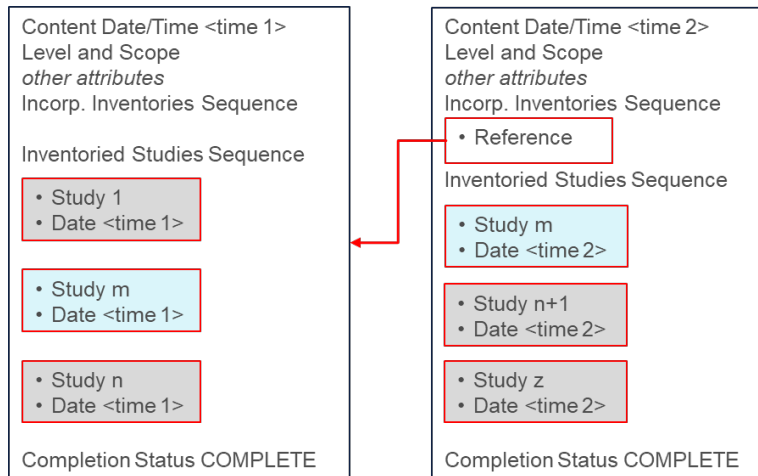 Content Date/Time <time 1>
Level and Scope
other attributes
Incorp. Inventories Sequence
Inventoried Studies Sequence
• Study 1
• Date <time 1>
• Study m
• Date <time 1>
• Study n
• Date <time 1>
Completion Status COMPLETE
Content Date/Time <time 2>
Level and Scope
other attributes
Incorp. Inventories Sequence
• Reference
Inventoried Studies Sequence
• Study m
• Date <time 2>
• Study n+1
• Date <time 2>
• Study z
• Date <time 2>
Completion Status COMPLETE